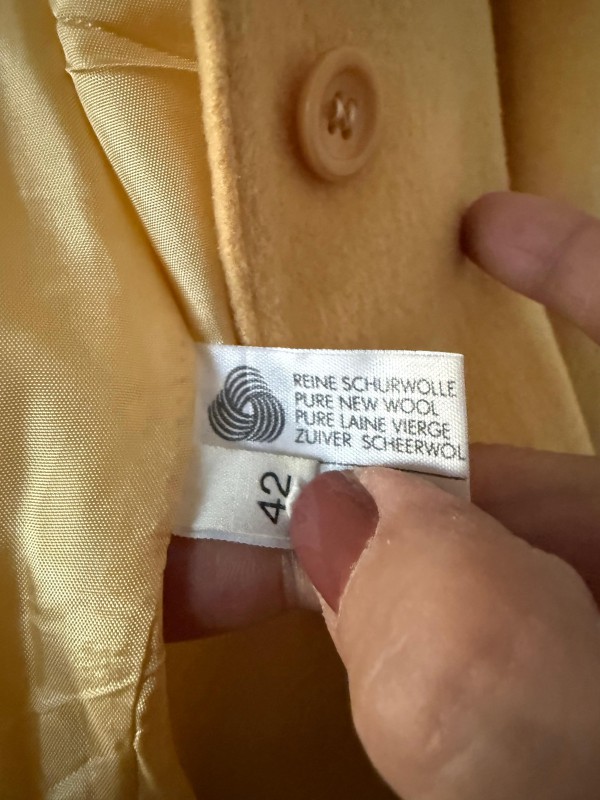 REINE SCHURWOLLE
PURE NEW WOOL
PURE LAINE VIERGE
ZUIVER SCHEERWOL
42